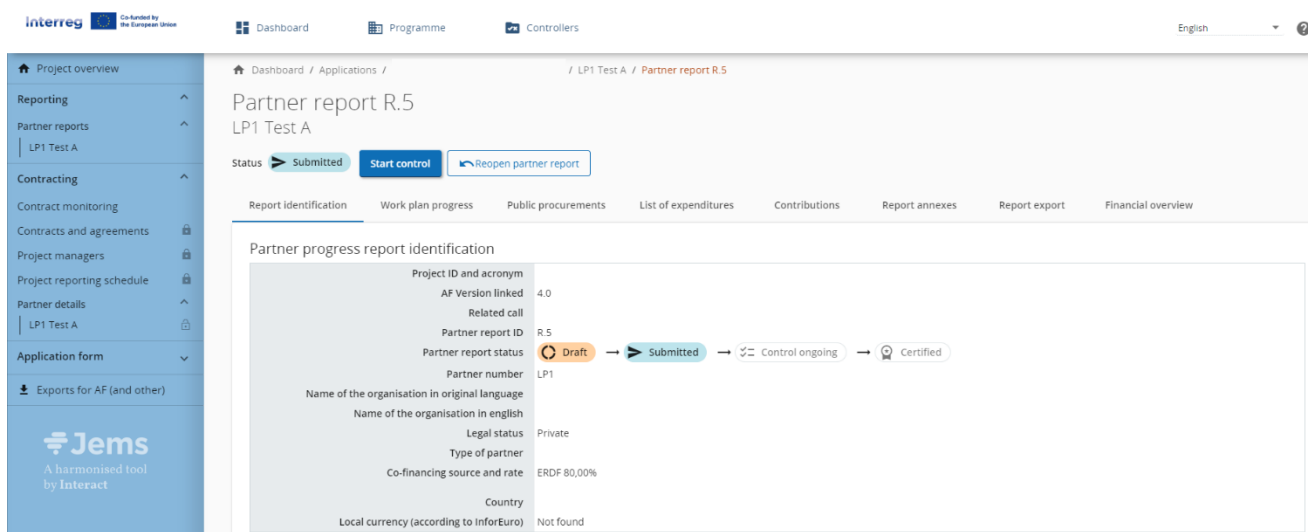 Interreg Co-funded by the European Union
Dashboard Programme Controllers English
Project overview
Reporting
Partner reports
LP1 Test A
Contracting
Contract monitoring
Contracts and agreements
Project managers
Project reporting schedule
Partner details
LP1 Test A
Application form
Exports for AF (and other)
Jems
A harmonised tool
by Interact
Dashboard / Applications / / LP1 Test A / Partner report R.5
Partner report R.5
LP1 Test A
Status Submitted Start control Reopen partner report
Report identification Work plan progress Public procurements List of expenditures Contributions Report annexes Report export Financial overview
Partner progress report identification
Project ID and acronym
AF Version linked 4.0
Related call
Partner report ID R.5
Partner report status Draft → Submitted → Control ongoing → Certified
Partner number LP1
Name of the organisation in original language
Name of the organisation in english
Legal status Private
Type of partner
Co-financing source and rate ERDF 80,00%
Country
Local currency (according to InforEuro) Not found